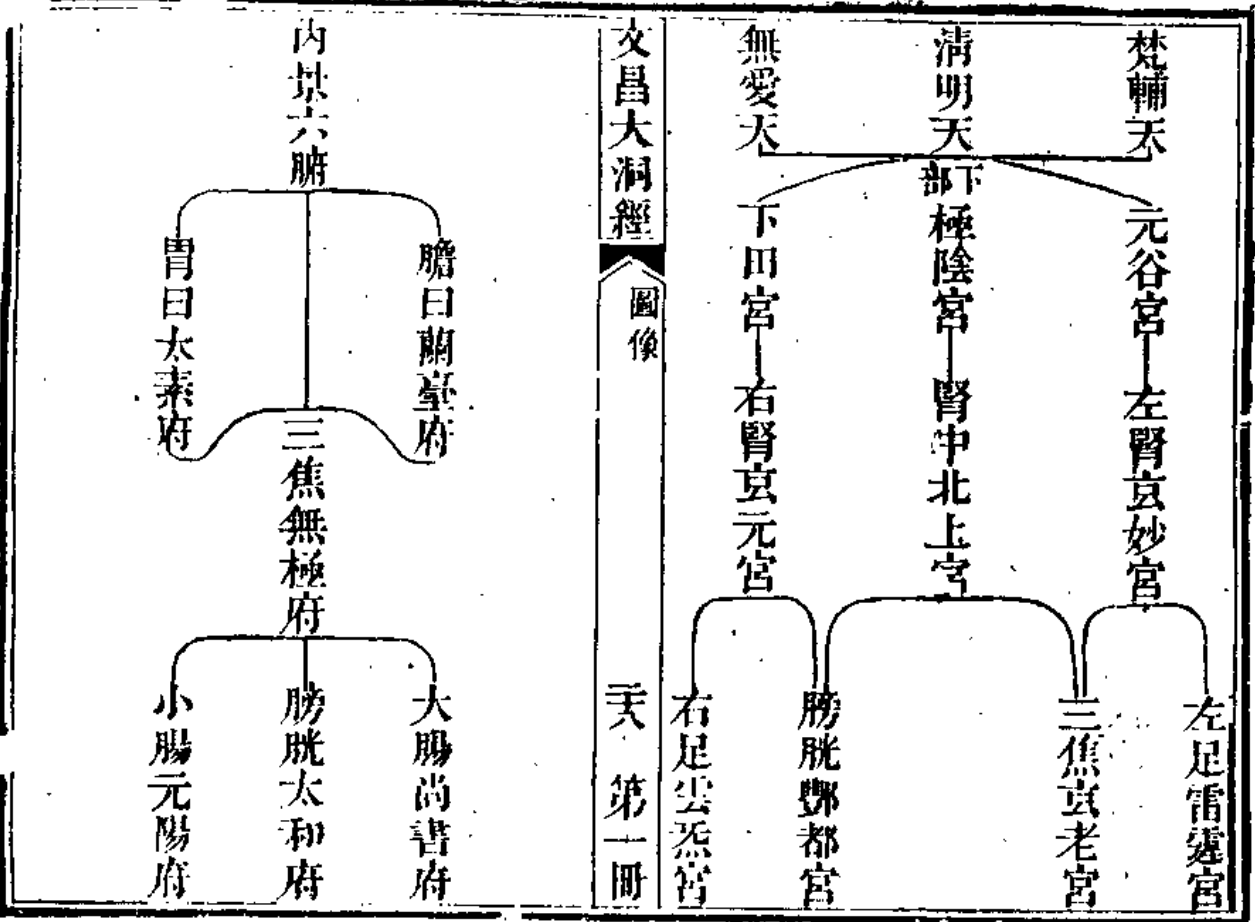 梵輔天
清明天
無愛天
下部
元谷宮
極陰宮
下田宮
左腎玄妙宮
腎中北上宮
右腎玄元宮
左足雷霆宮
三焦玄老宮
膀胱酆都宮
右足雲炁宮
文昌大洞經
圖像
第一冊
內景六腑
膽曰蘭臺府
胃曰太素府
三焦無極府
大腸尚書府
膀胱太和府
小腸元陽府